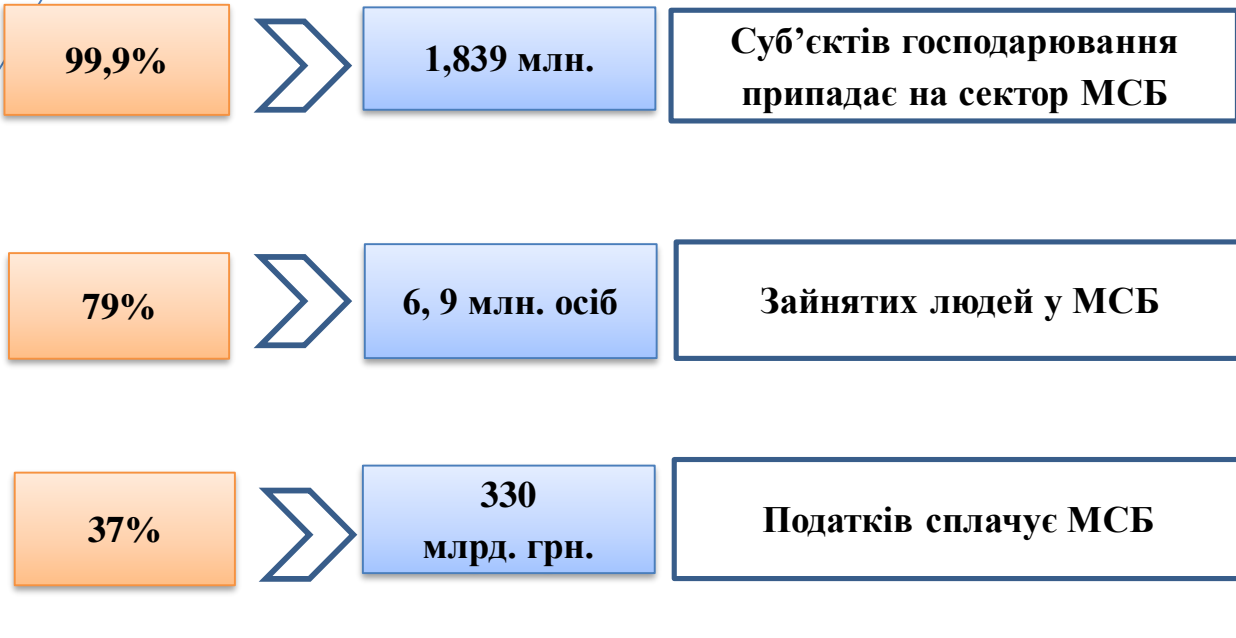 99,9%
1,839 млн.
Суб’єктів господарювання
припадає на сектор МСБ
79%
6, 9 млн. осіб
Зайнятих людей у МСБ
37%
330
млрд. грн.
Податків сплачує МСБ